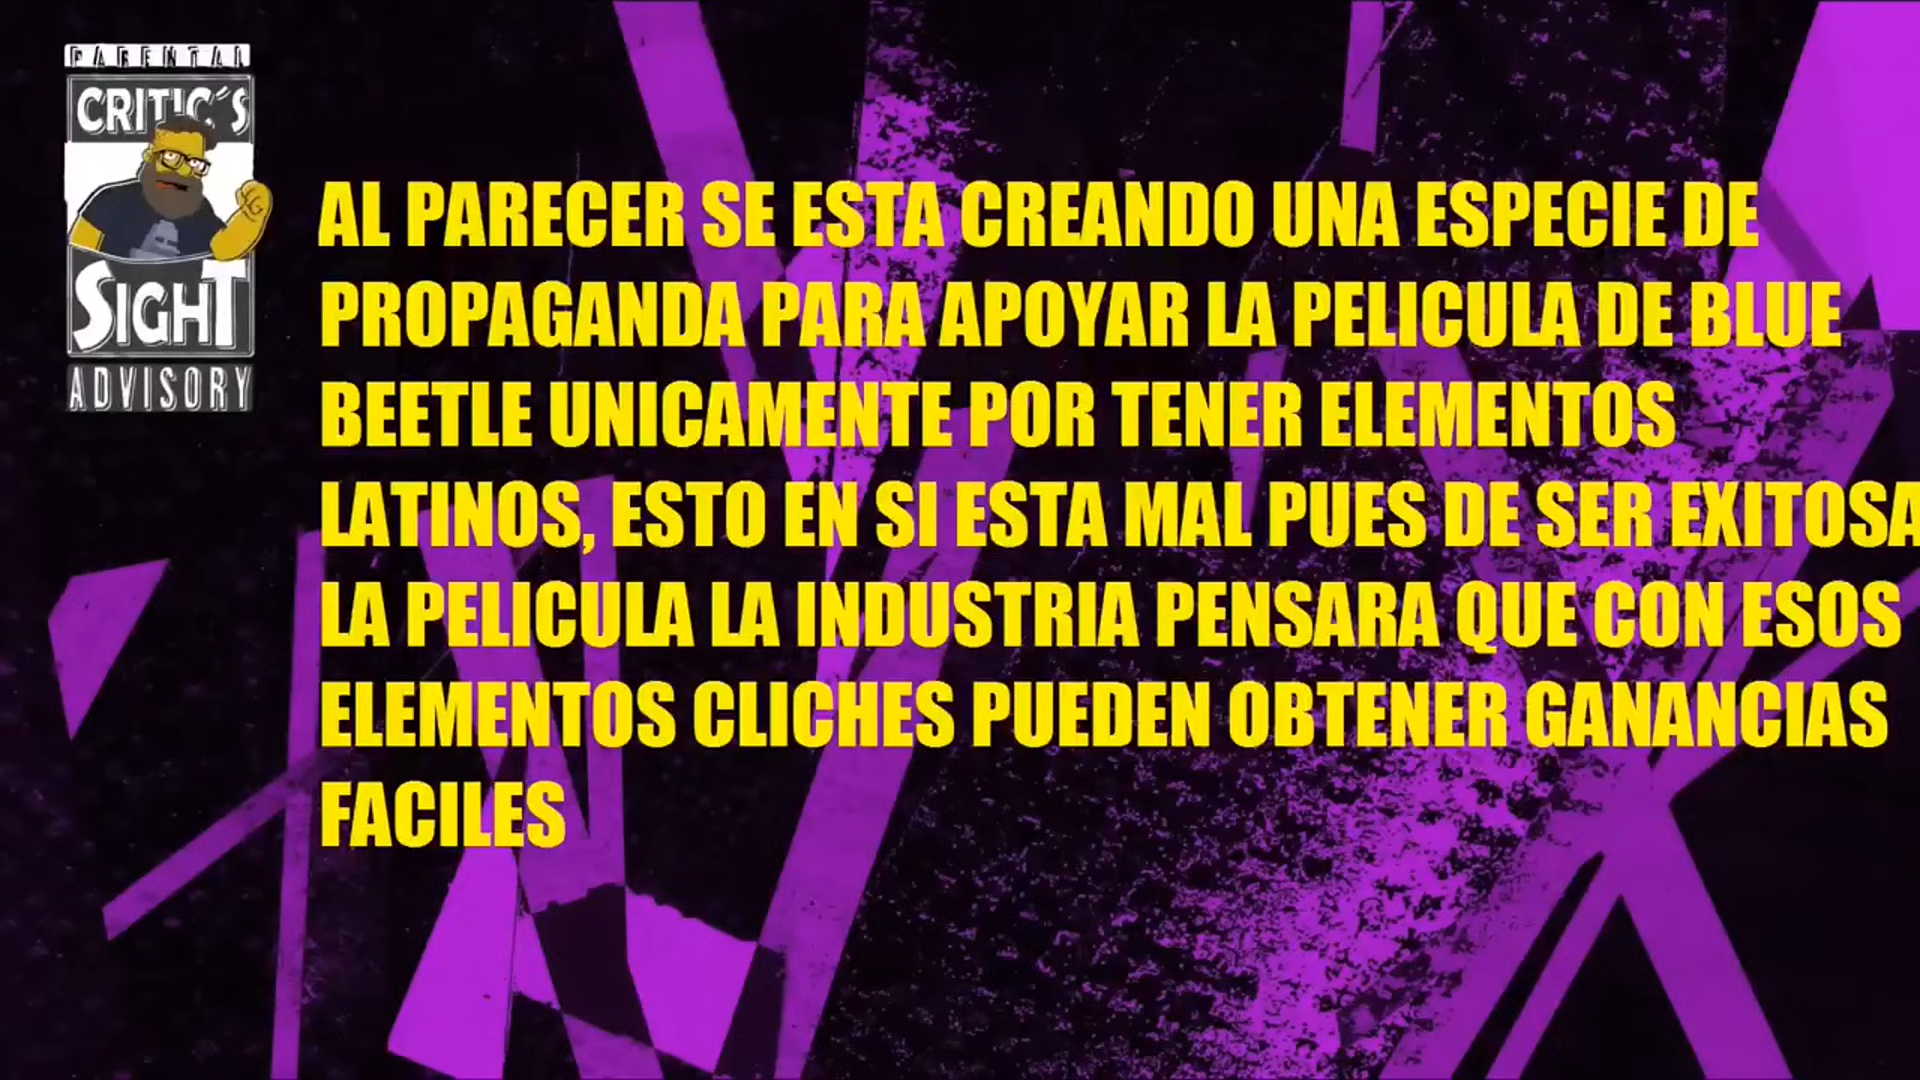 PARENTAL
CRITIC´S
SIGHT
ADVISORY
AL PARECER SE ESTA CREANDO UNA ESPECIE DE
PROPAGANDA PARA APOYAR LA PELICULA DE BLUE
BEETLE UNICAMENTE POR TENER ELEMENTOS
LATINOS, ESTO EN SI ESTA MAL PUES DE SER EXITOSA
LA PELICULA LA INDUSTRIA PENSARA QUE CON ESOS
ELEMENTOS CLICHES PUEDEN OBTENER GANANCIAS
FACILES